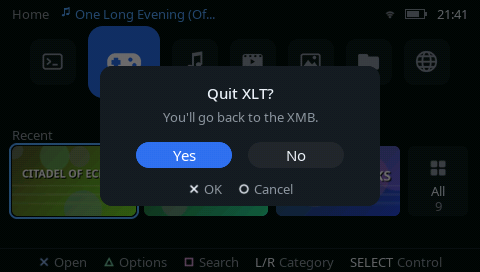 Home One Long Evening (Of... 21:41
Quit XLT?
You'll go back to the XMB.
Recent
Yes No
CITADEL OF
KS
All
9
OK Cancel
Open Options Search L/R Category SELECT Control